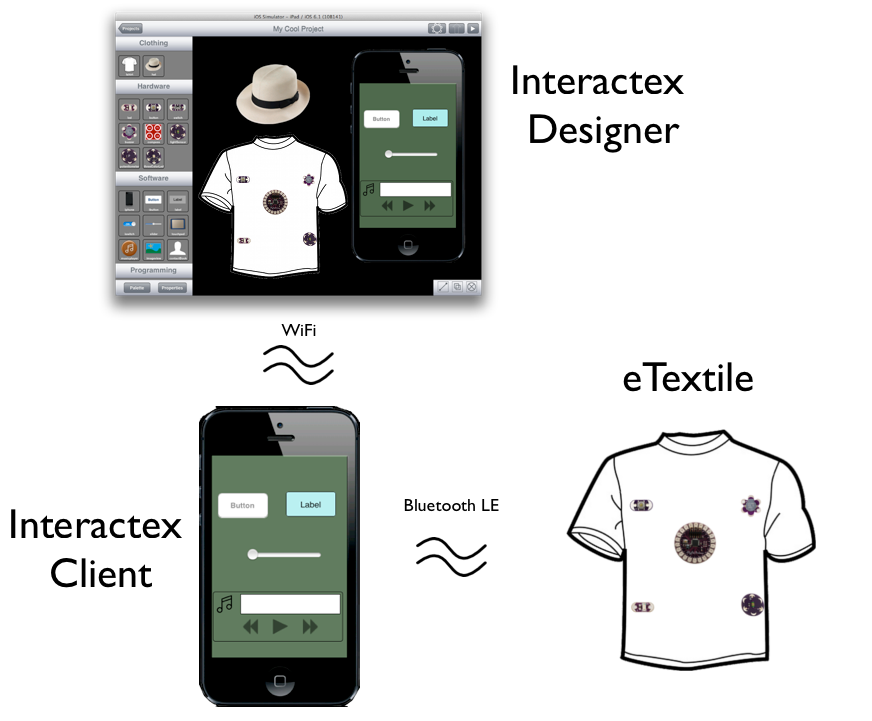 iOS Simulator - iPad / iOS 6.1 (10B141)
Projects
My Cool Project
Clothing
Hardware
Software
Button
Label
Programming
Palette
Properties
Button
Label
Interactex
Designer
WiFi
eTextile
Interactex
Client
Button
Label
Bluetooth LE